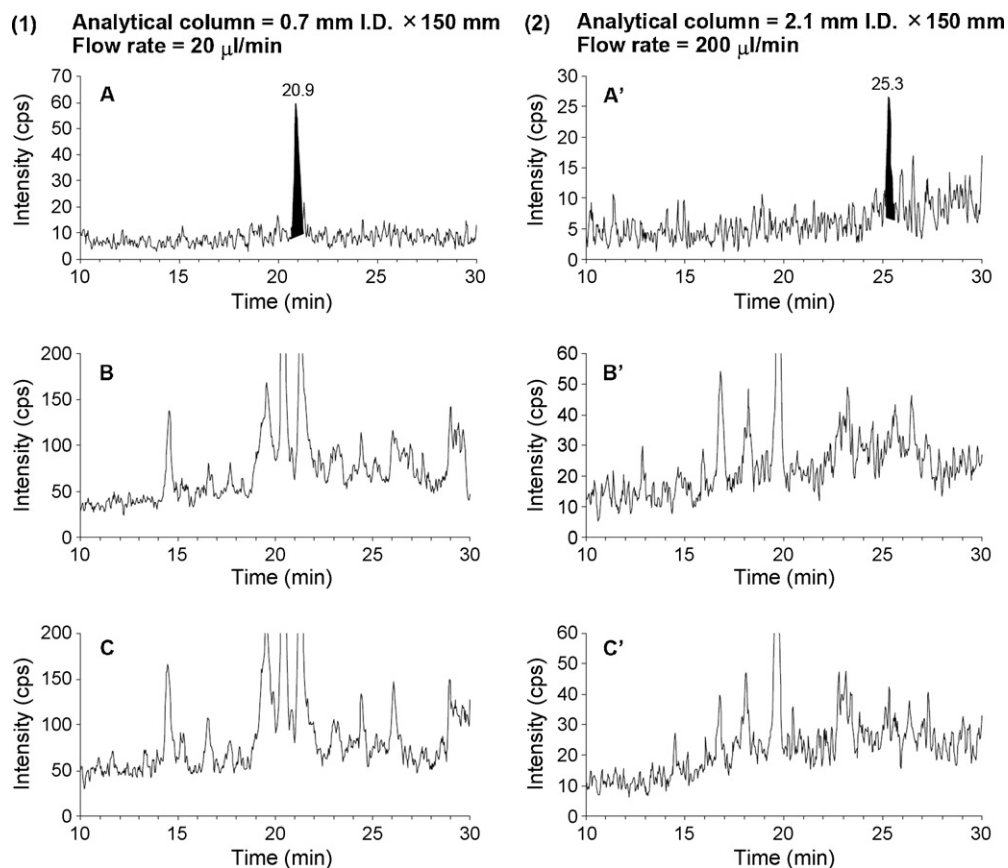 (1) Analytical column = 0.7 mm I.D. × 150 mm
Flow rate = 20 μl/min
(2) Analytical column = 2.1 mm I.D. × 150 mm
Flow rate = 200 μl/min
A
20.9
Intensity (cps)
70
60
50
40
30
20
10
0
10 15 20 25 30
Time (min)
A'
25.3
Intensity (cps)
30
25
20
15
10
5
0
10 15 20 25 30
Time (min)
B
Intensity (cps)
200
150
100
50
0
10 15 20 25 30
Time (min)
B'
Intensity (cps)
60
50
40
30
20
10
0
10 15 20 25 30
Time (min)
C
Intensity (cps)
200
150
100
50
0
10 15 20 25 30
Time (min)
C'
Intensity (cps)
60
50
40
30
20
10
0
10 15 20 25 30
Time (min)